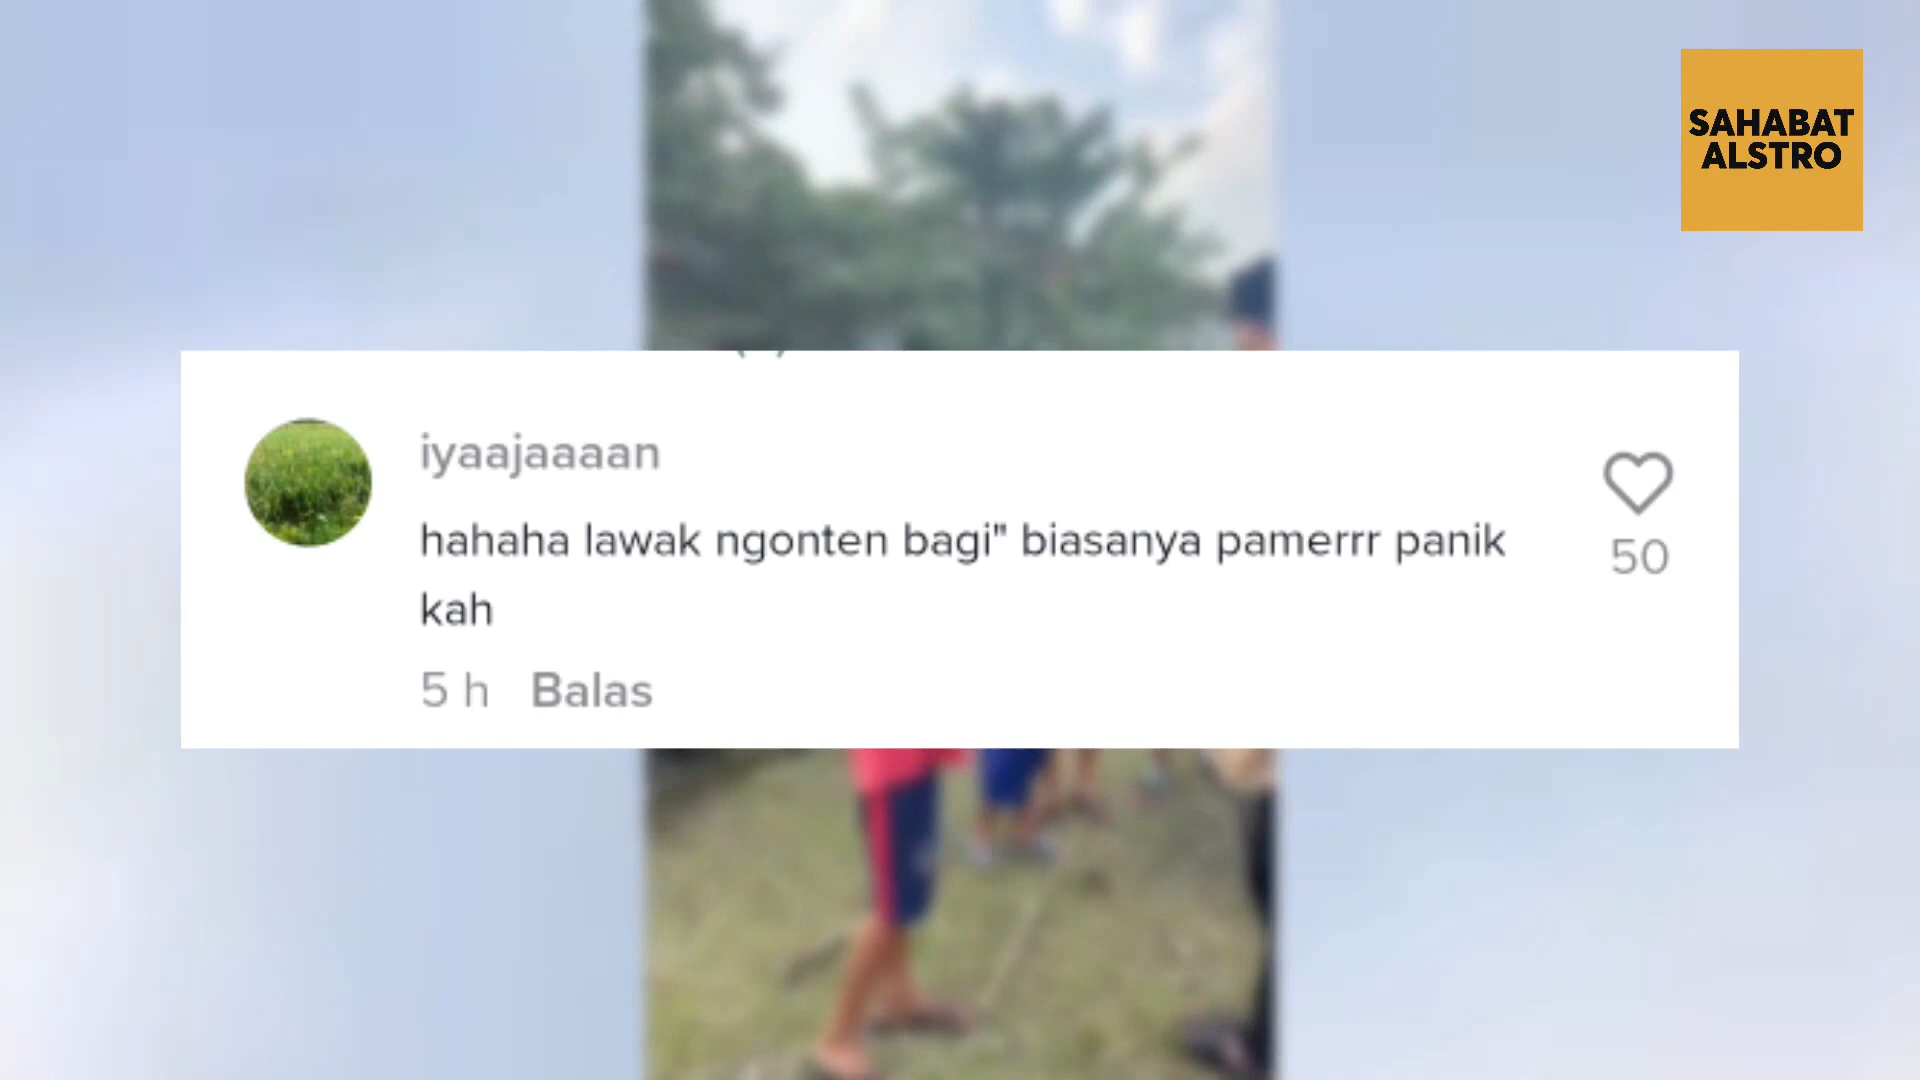 SAHABAT
ALSTRO
iyaajaaaan
hahaha lawak ngonten bagi" biasanya pamerrr panik
kah
50
5 h Balas